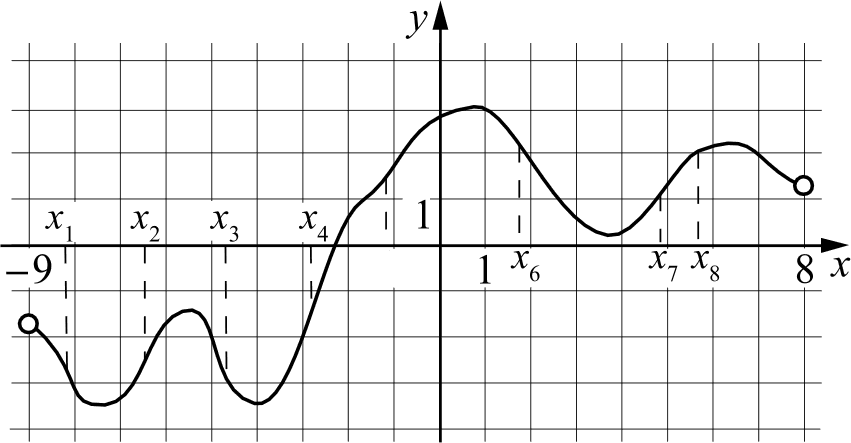 y
x₁ x₂ x₃ x₄ 1
−9 1 x₆ x₇ x₈ 8 x